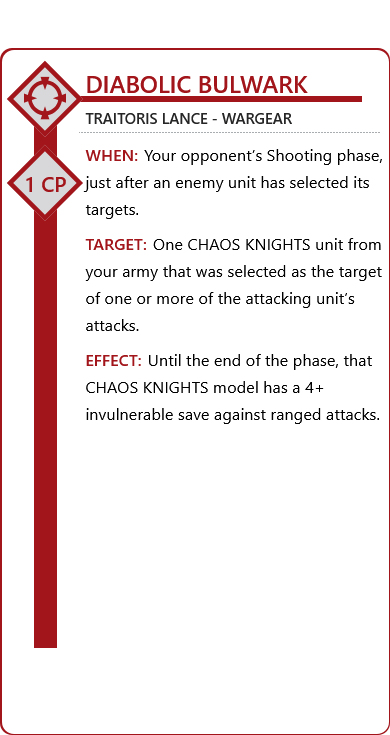 DIABOLIC BULWARK
TRAITORIS LANCE - WARGEAR
1 CP
WHEN: Your opponent's Shooting phase,
just after an enemy unit has selected its
targets.
TARGET: One CHAOS KNIGHTS unit from
your army that was selected as the target
of one or more of the attacking unit's
attacks.
EFFECT: Until the end of the phase, that
CHAOS KNIGHTS model has a 4+
invulnerable save against ranged attacks.